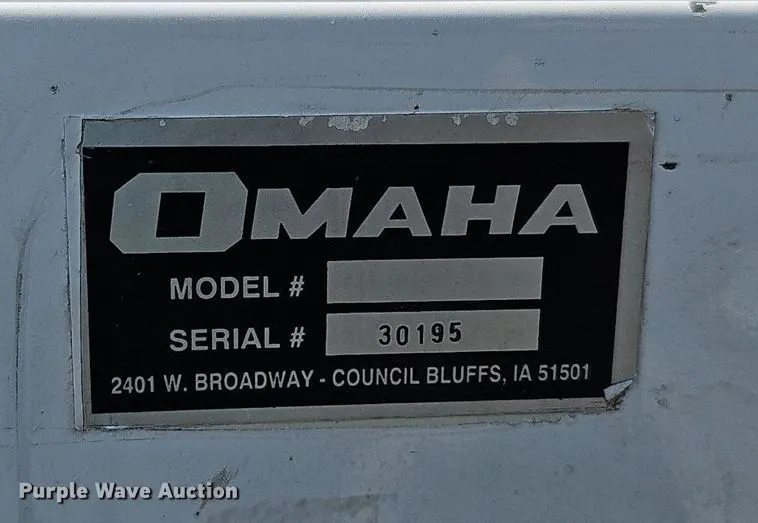 OMAHA
MODEL #
SERIAL # 30195
2401 W. BROADWAY - COUNCIL BLUFFS, IA 51501
Purple Wave Auction